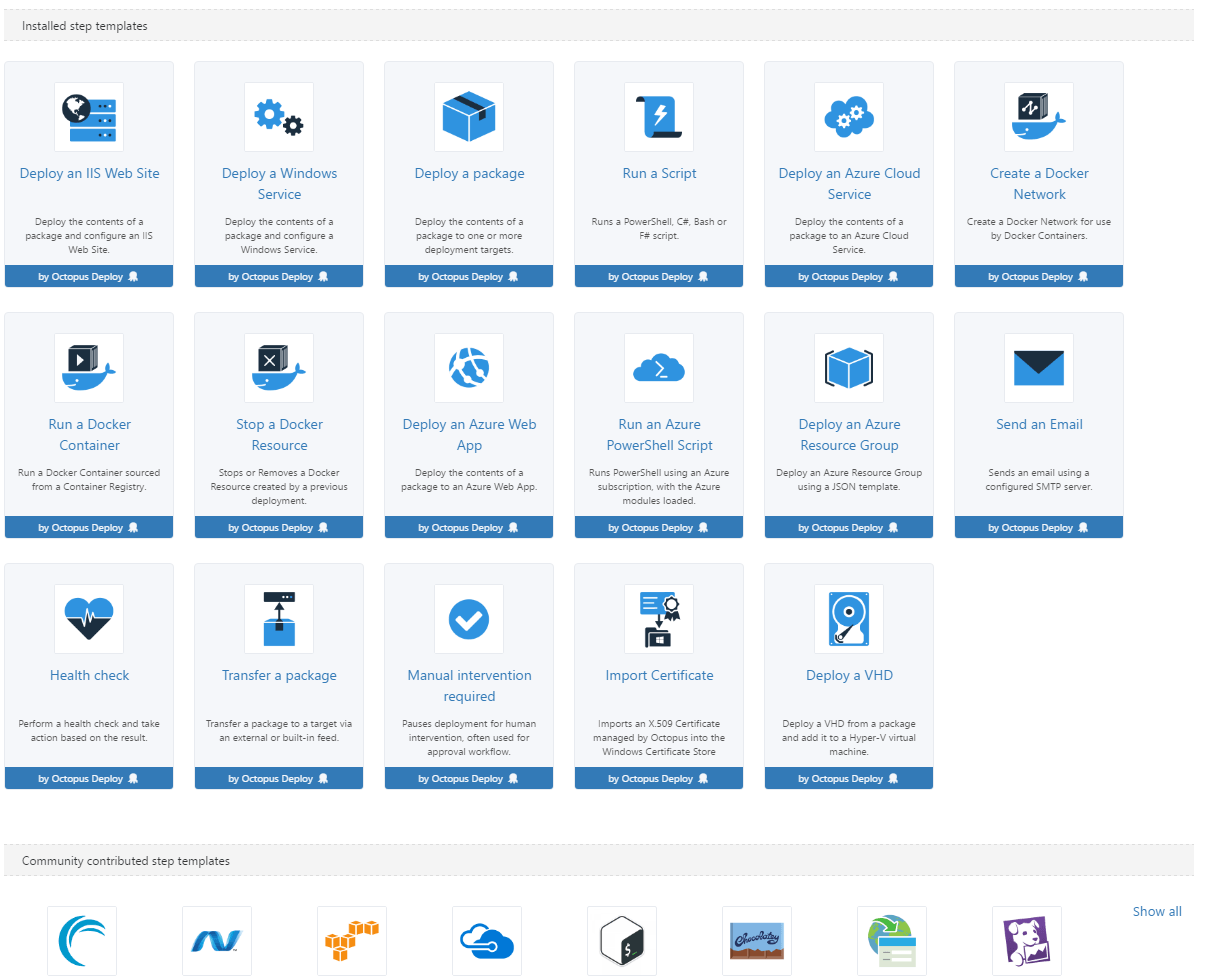 Installed step templates
Deploy an IIS Web Site
Deploy the contents of a
package and configure an IIS
Web Site.
by Octopus Deploy
Deploy a Windows
Service
Deploy the contents of a
package and configure a
Windows Service.
by Octopus Deploy
Deploy a package
Deploy the contents of a
package to one or more
deployment targets.
by Octopus Deploy
Run a Script
Runs a PowerShell, C#, Bash or
F# script.
by Octopus Deploy
Deploy an Azure Cloud
Service
Deploy the contents of a
package to an Azure Cloud
Service.
by Octopus Deploy
Create a Docker
Network
Create a Docker Network for use
by Docker Containers.
by Octopus Deploy
Run a Docker
Container
Run a Docker Container sourced
from a Container Registry.
by Octopus Deploy
Stop a Docker
Resource
Stops or Removes a Docker
Resource created by a previous
deployment.
by Octopus Deploy
Deploy an Azure Web
App
Deploy the contents of a
package to an Azure Web App.
by Octopus Deploy
Run an Azure
PowerShell Script
Runs PowerShell using an Azure
subscription, with the Azure
modules loaded.
by Octopus Deploy
Deploy an Azure
Resource Group
Deploy an Azure Resource Group
using a JSON template.
by Octopus Deploy
Send an Email
Sends an email using a
configured SMTP server.
by Octopus Deploy
Health check
Perform a health check and take
action based on the result.
by Octopus Deploy
Transfer a package
Transfer a package to a target via
an external or built-in feed.
by Octopus Deploy
Manual intervention
required
Pauses deployment for human
intervention, often used for
approval workflow.
by Octopus Deploy
Import Certificate
Imports an X.509 Certificate
managed by Octopus into the
Windows Certificate Store
by Octopus Deploy
Deploy a VHD
Deploy a VHD from a package
and add it to a Hyper-V virtual
machine.
by Octopus Deploy
Community contributed step templates
$_
Chocolatey
Show all